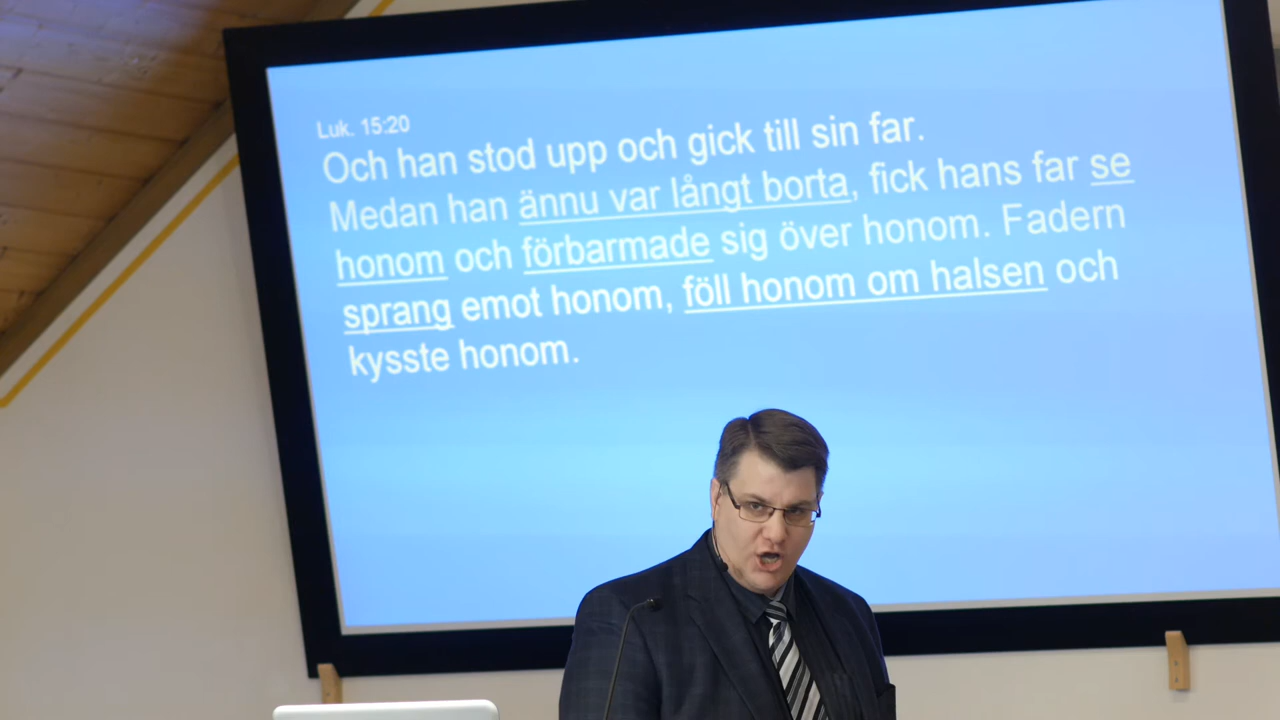 Luk. 15:20
Och han stod upp och gick till sin far.
Medan han ännu var långt borta, fick hans far se
honom och förbarmade sig över honom. Fadern
sprang emot honom, föll honom om halsen och
kysste honom.